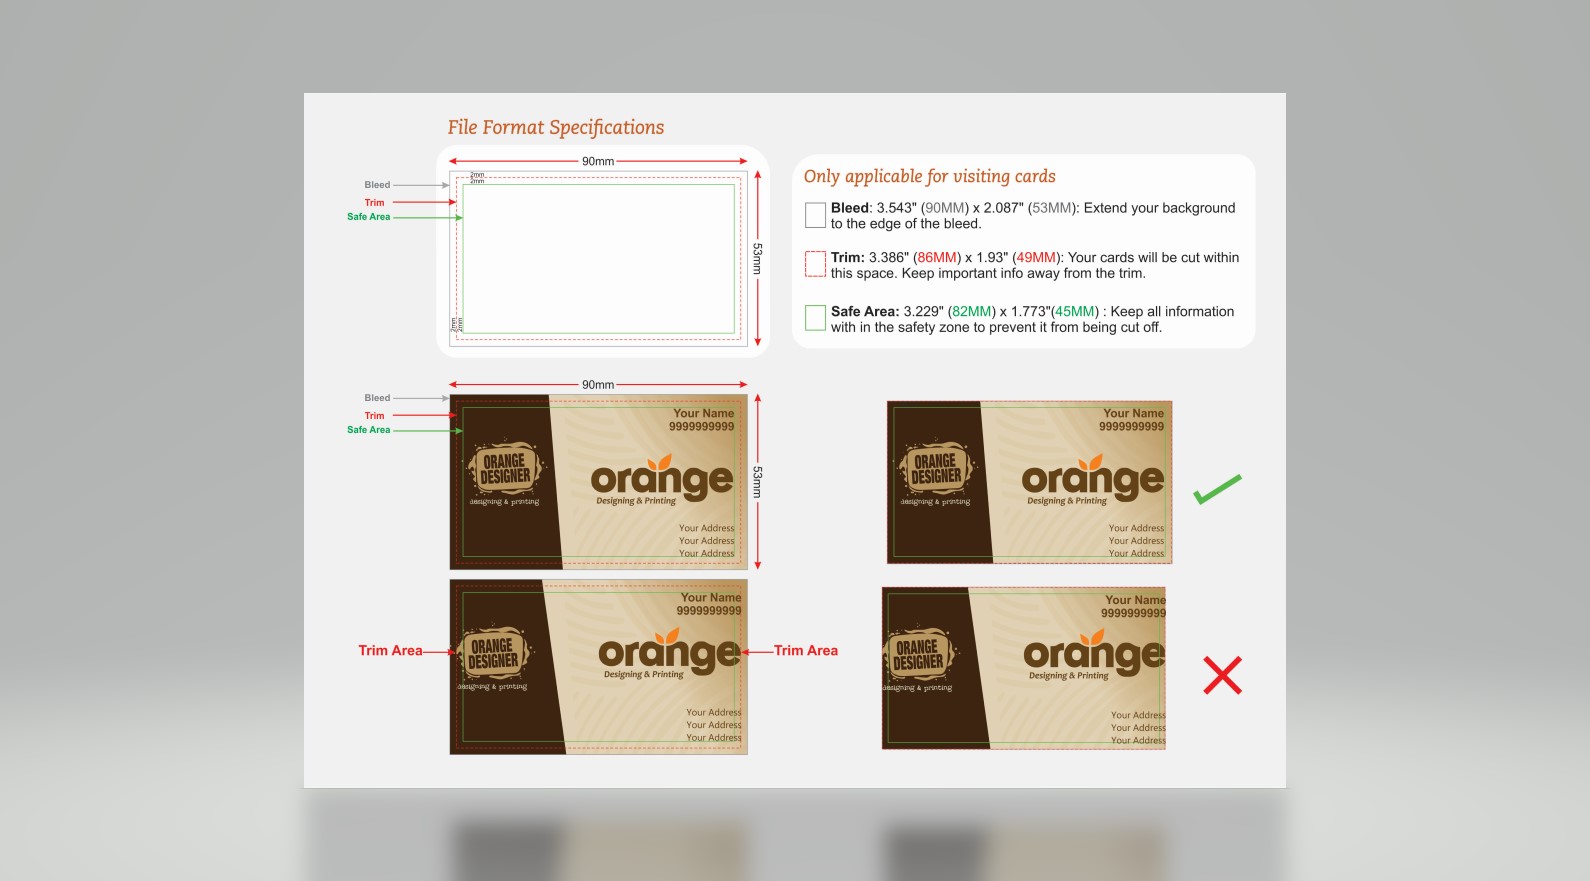 File Format Specifications
90mm
2mm
2mm
Bleed
Trim
Safe Area
53mm
2mm
2mm
Only applicable for visiting cards
Bleed: 3.543" (90MM) x 2.087" (53MM): Extend your background
to the edge of the bleed.
Trim: 3.386" (86MM) x 1.93" (49MM): Your cards will be cut within
this space. Keep important info away from the trim.
Safe Area: 3.229" (82MM) x 1.773"(45MM) : Keep all information
with in the safety zone to prevent it from being cut off.
90mm
Bleed
Trim
Safe Area
53mm
Your Name
9999999999
ORANGE
DESIGNER
designing & printing
orange
Designing & Printing
Your Address
Your Address
Your Address
Your Name
9999999999
ORANGE
DESIGNER
designing & printing
orange
Designing & Printing
Your Address
Your Address
Your Address
Trim Area
Your Name
9999999999
ORANGE
DESIGNER
designing & printing
orange
Designing & Printing
Your Address
Your Address
Your Address
Trim Area
Your Name
9999999999
ORANGE
DESIGNER
designing & printing
orange
Designing & Printing
Your Address
Your Address
Your Address